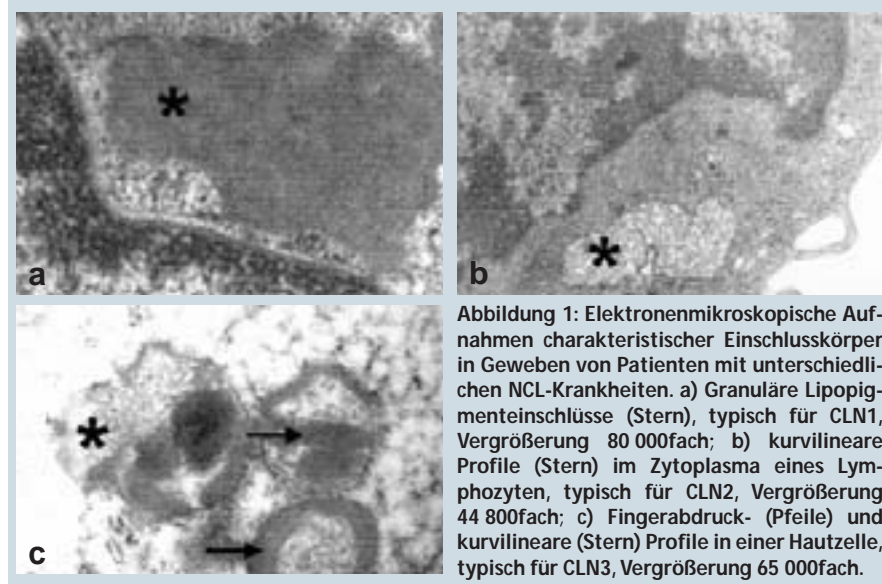 *
a
*
b
*
c
Abbildung 1: Elektronenmikroskopische Auf-
nahmen charakteristischer Einschlusskörper
in Geweben von Patienten mit unterschiedli-
chen NCL-Krankheiten. a) Granuläre Lipopig-
menteinschlüsse (Stern), typisch für CLN1,
Vergrößerung 80 000fach; b) kurvilineare
Profile (Stern) im Zytoplasma eines Lym-
phozyten, typisch für CLN2, Vergrößerung
44 800fach; c) Fingerabdruck- (Pfeile) und
kurvilineare (Stern) Profile in einer Hautzelle,
typisch für CLN3, Vergrößerung 65 000fach.